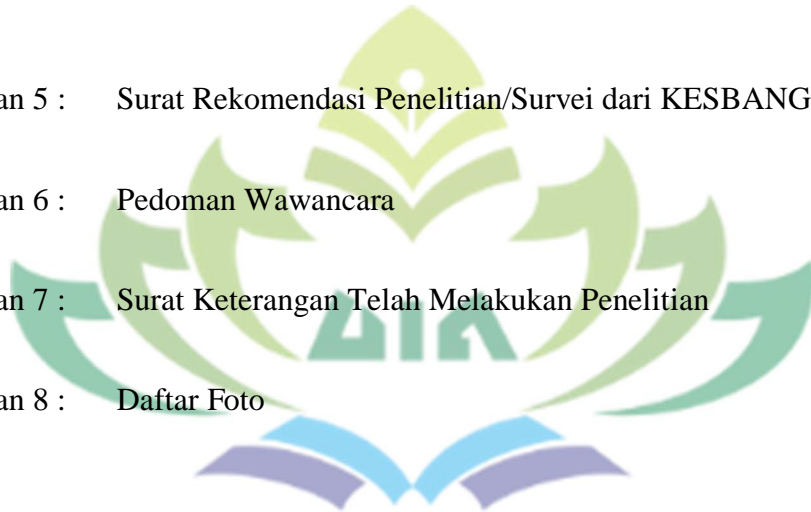 an 5 : Surat Rekomendasi Penelitian/Survei dari KESBANG
an 6 : Pedoman Wawancara
an 7 : Surat Keterangan Telah Melakukan Penelitian
an 8 : Daftar Foto